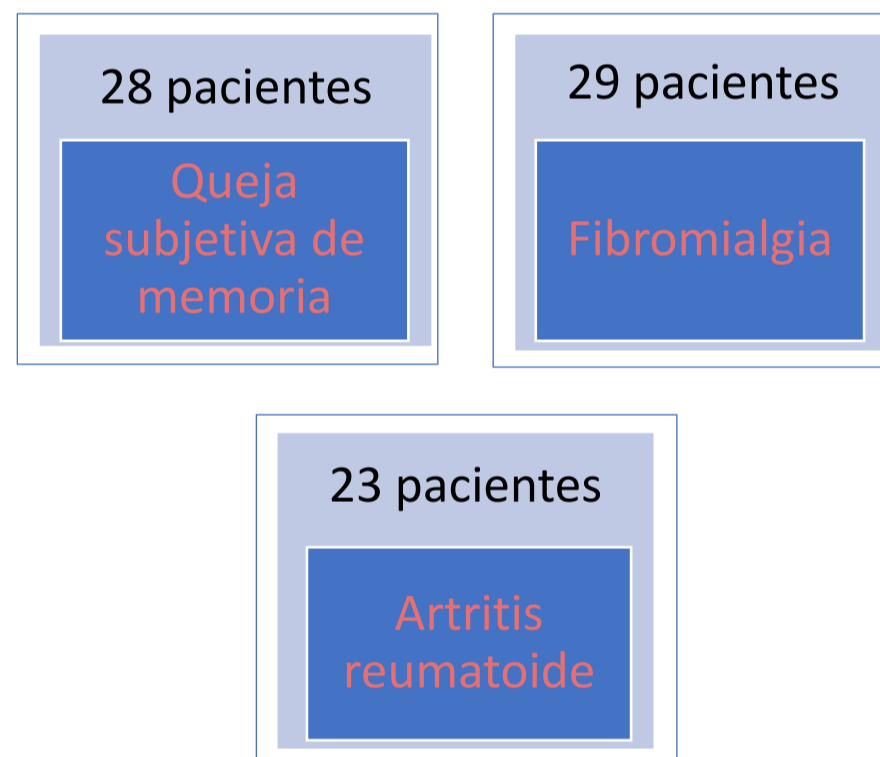 28 pacientes
Queja
subjetiva de
memoria
29 pacientes
Fibromialgia
23 pacientes
Artritis
reumatoide